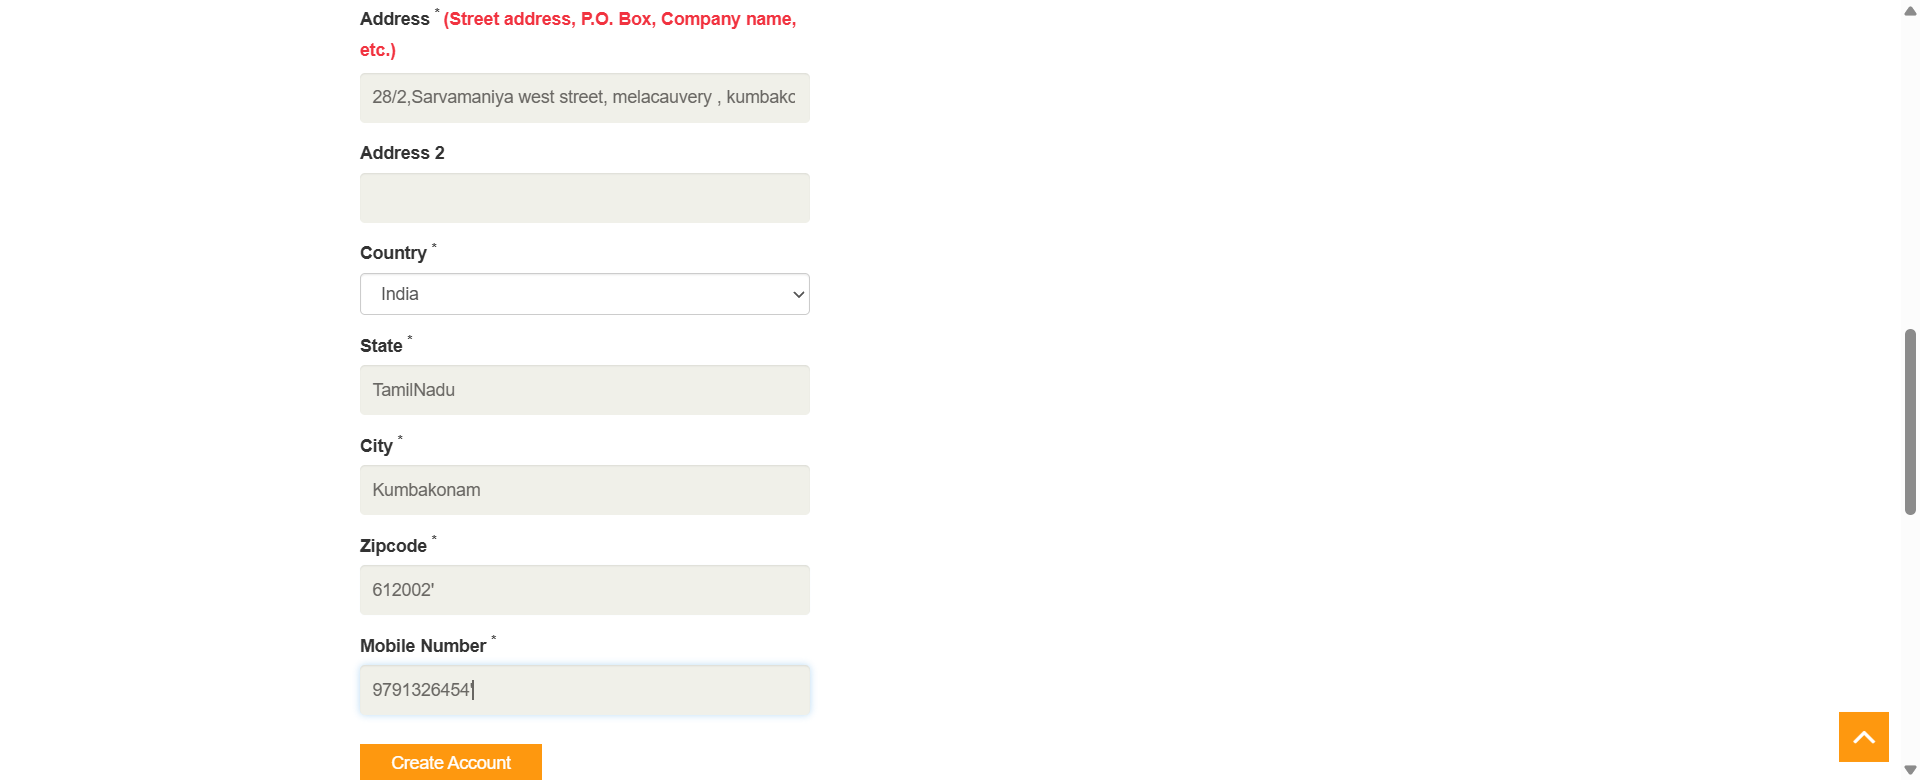 Address * (Street address, P.O. Box, Company name,
etc.)
28/2,Sarvamaniya west street, melacauvery , kumbakc
Address 2
Country *
India
State *
TamilNadu
City *
Kumbakonam
Zipcode *
612002'
Mobile Number *
9791326454'
Create Account